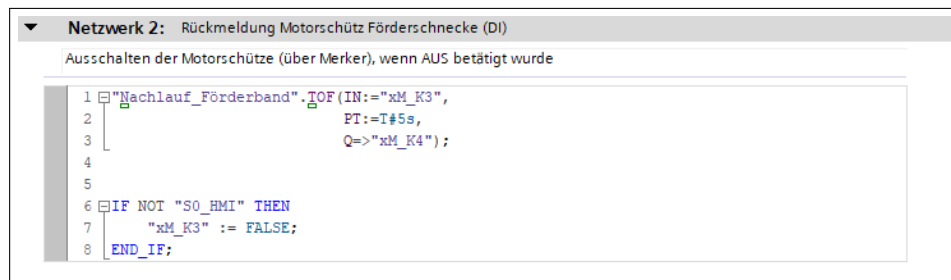 Netzwerk 2: Rückmeldung Motorschütz Förderschnecke (DI)
Ausschalten der Motorschütze (über Merker), wenn AUS betätigt wurde
1 "Nachlauf_Förderband".TOF(IN:="xM_K3",
2 PT:=T#5s,
3 Q=>"xM_K4");
4
5
6 IF NOT "S0_HMI" THEN
7 "xM_K3" := FALSE;
8 END_IF;